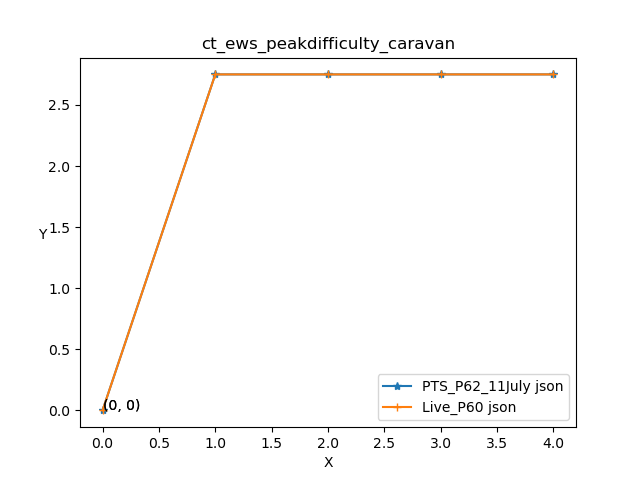 ct_ews_peakdifficulty_caravan
2.5
2.0
Y 1.5
1.0
0.5
0.0
(0, 0)
PTS_P62_11July json
Live_P60 json
0.0 0.5 1.0 1.5 2.0 2.5 3.0 3.5 4.0
X